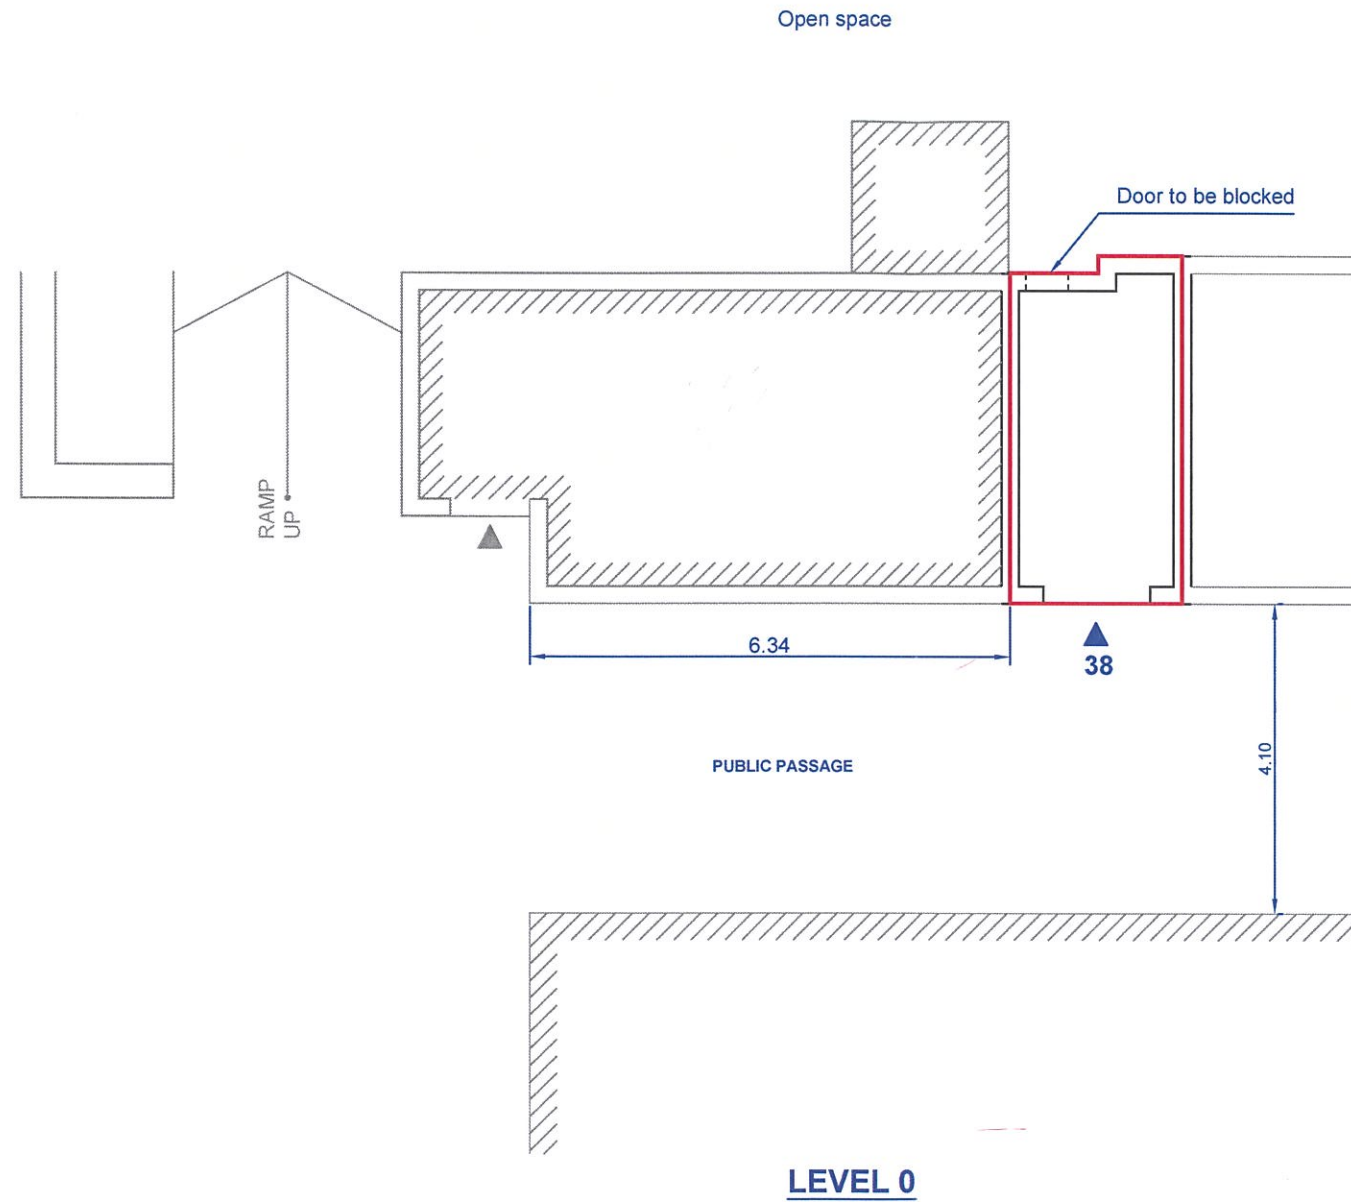 Open space
Door to be blocked
RAMP
UP
6.34
38
PUBLIC PASSAGE
4.10
LEVEL 0